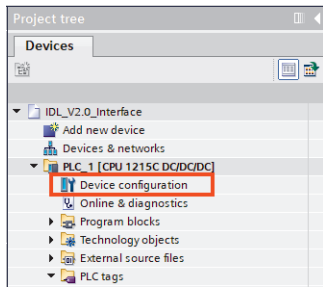 Project tree
Devices
IDL_V2.0_Interface
Add new device
Devices & networks
PLC_1 [CPU 1215C DC/DC/DC]
Device configuration
Online & diagnostics
Program blocks
Technology objects
External source files
PLC tags